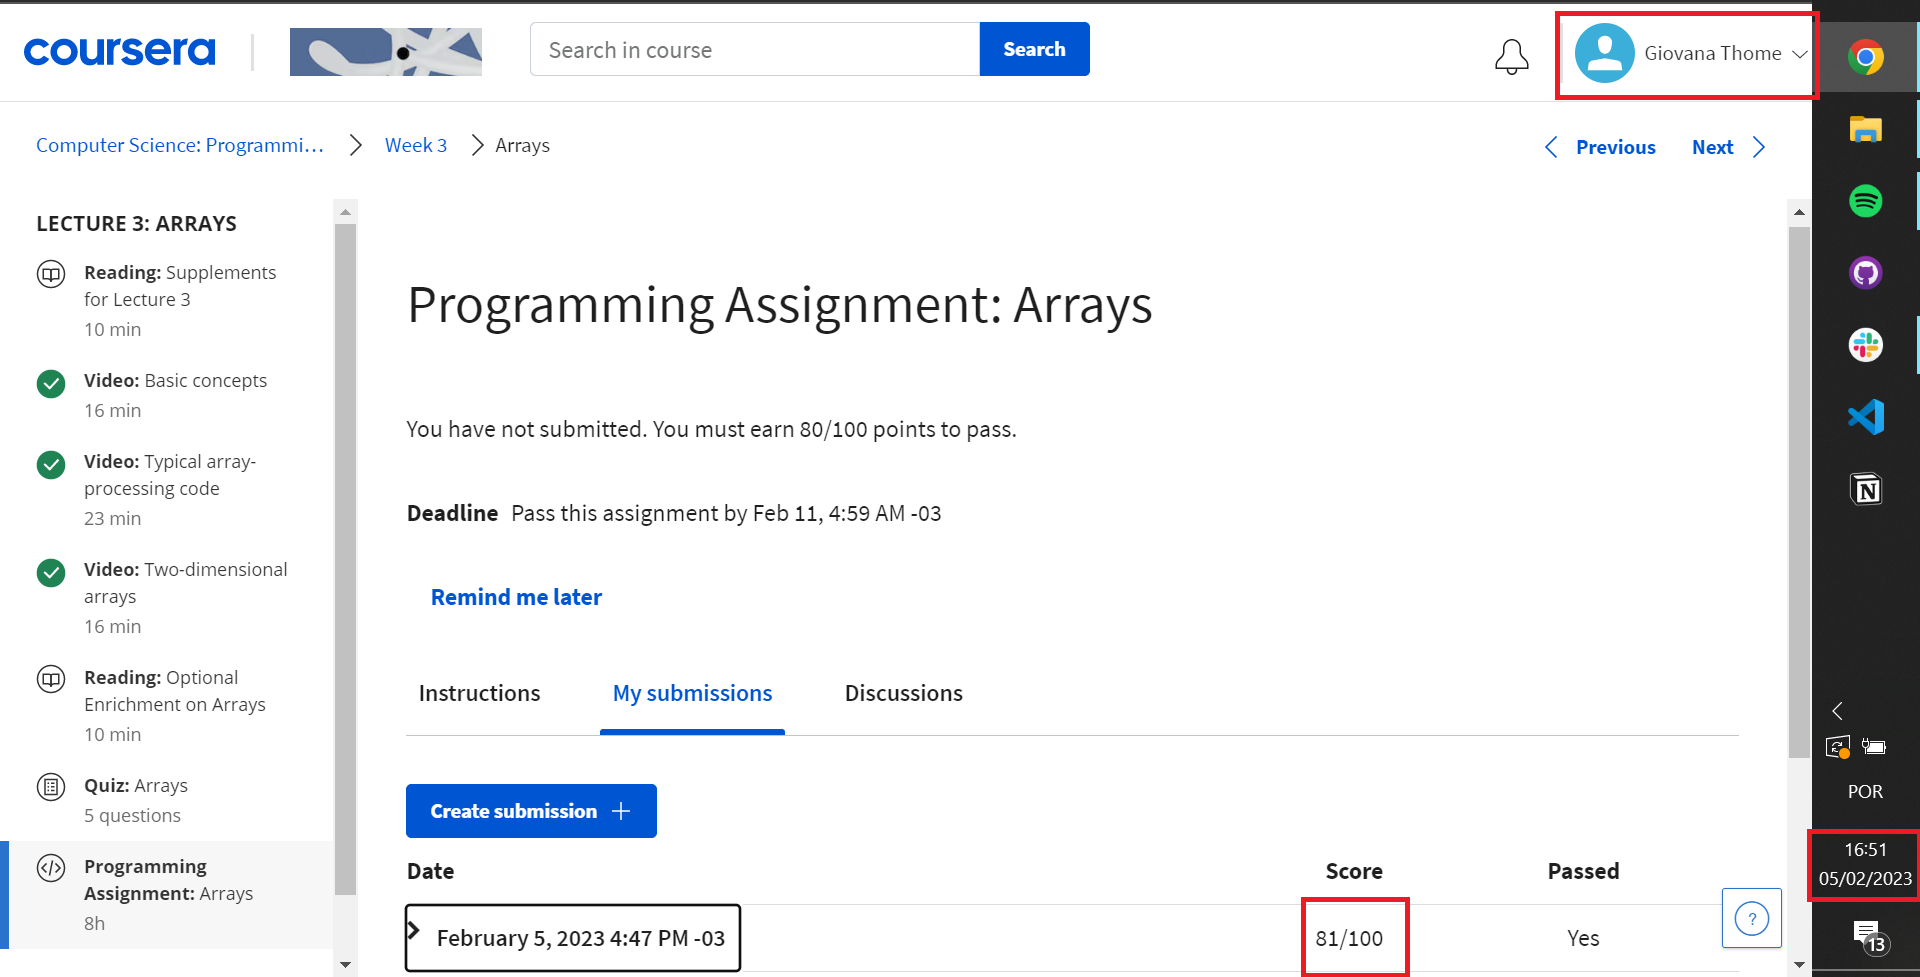 coursera
Search in course
Search
Giovana Thome
Computer Science: Programmi...
Week 3
Arrays
Previous
Next
LECTURE 3: ARRAYS
Reading: Supplements
for Lecture 3
10 min
Video: Basic concepts
16 min
Video: Typical array-
processing code
23 min
Video: Two-dimensional
arrays
16 min
Reading: Optional
Enrichment on Arrays
10 min
Quiz: Arrays
5 questions
Programming
Assignment: Arrays
8h
Programming Assignment: Arrays
You have not submitted. You must earn 80/100 points to pass.
Deadline Pass this assignment by Feb 11, 4:59 AM -03
Remind me later
Instructions
My submissions
Discussions
Create submission +
Date
Score
Passed
February 5, 2023 4:47 PM -03
81/100
Yes
?
N
POR
16:51
05/02/2023
13